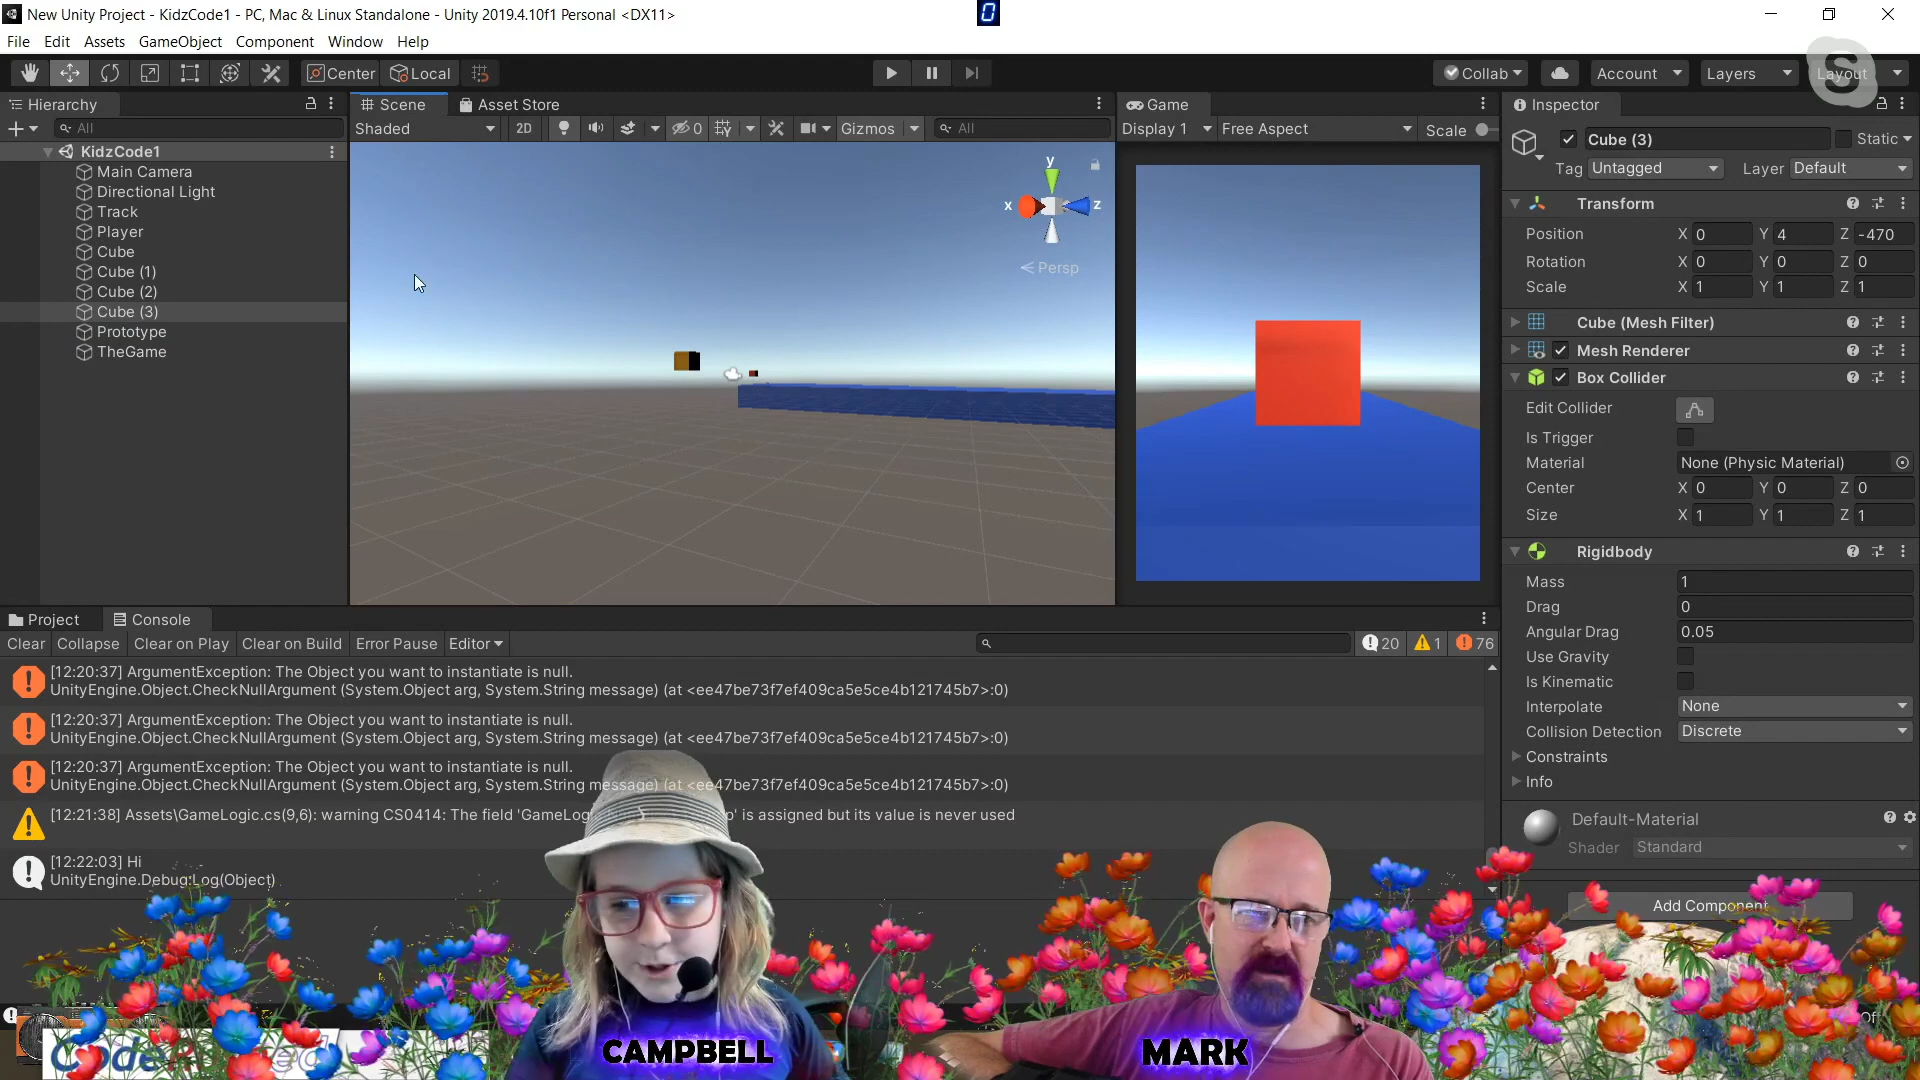 New Unity Project - KidzCode1 - PC, Mac & Linux Standalone - Unity 2019.4.10f1 Personal <DX11>
0
File Edit Assets GameObject Component Window Help
Center Local Collab Account Layers Layout
Hierarchy
All
KidzCode1
Main Camera
Directional Light
Track
Player
Cube
Cube (1)
Cube (2)
Cube (3)
Prototype
TheGame
Scene Asset Store
Shaded 2D 0 Gizmos All
y
x z
Persp
Game
Display 1 Free Aspect Scale
Inspector
Cube (3) Static
Tag Untagged Layer Default
Transform
Position X 0 Y 4 Z -470
Rotation X 0 Y 0 Z 0
Scale X 1 Y 1 Z 1
Cube (Mesh Filter)
Mesh Renderer
Box Collider
Edit Collider
Is Trigger
Material None (Physic Material)
Center X 0 Y 0 Z 0
Size X 1 Y 1 Z 1
Rigidbody
Mass 1
Drag 0
Angular Drag 0.05
Use Gravity
Is Kinematic
Interpolate None
Collision Detection Discrete
Constraints
Info
Default-Material
Shader Standard
Add Component
Project Console
Clear Collapse Clear on Play Clear on Build Error Pause Editor 20 1 76
[12:20:37] ArgumentException: The Object you want to instantiate is null.
UnityEngine.Object.CheckNullArgument (System.Object arg, System.String message) (at <ee47be73f7ef409ca5e5ce4b121745b7>:0)
[12:20:37] ArgumentException: The Object you want to instantiate is null.
UnityEngine.Object.CheckNullArgument (System.Object arg, System.String message) (at <ee47be73f7ef409ca5e5ce4b121745b7>:0)
[12:20:37] ArgumentException: The Object you want to instantiate is null.
UnityEngine.Object.CheckNullArgument (System.Object arg, System.String message) (at <ee47be73f7ef409ca5e5ce4b121745b7>:0)
[12:21:38] Assets\GameLogic.cs(9,6): warning CS0414: The field 'GameLog p' is assigned but its value is never used
[12:22:03] Hi
UnityEngine.Debug:Log(Object)
CAMPBELL
MARK